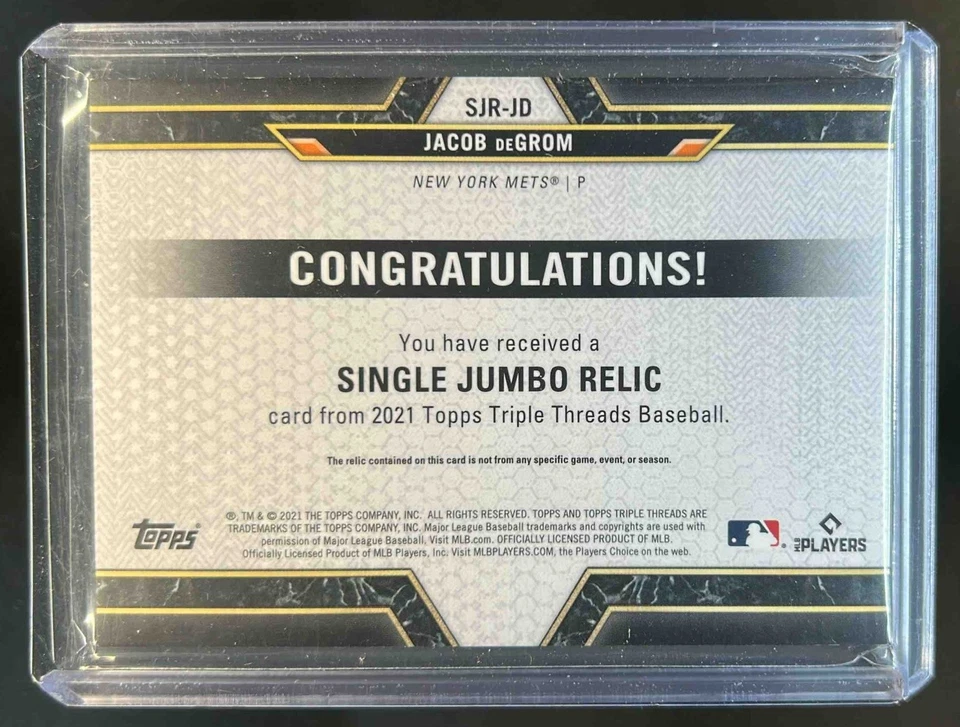 SJR-JD
JACOB DEGROM
NEW YORK METS® | P
CONGRATULATIONS!
You have received a
SINGLE JUMBO RELIC
card from 2021 Topps Triple Threads Baseball.
The relic contained on this card is not from any specific game, event, or season.
®, TM & © 2021 THE TOPPS COMPANY, INC. ALL RIGHTS RESERVED. TOPPS AND TOPPS TRIPLE THREADS ARE
TRADEMARKS OF THE TOPPS COMPANY, INC. Major League Baseball trademarks and copyrights are used with
permission of Major League Baseball. Visit MLB.com. OFFICIALLY LICENSED PRODUCT OF MLB.
Officially Licensed Product of MLB Players, Inc. Visit MLBPLAYERS.COM, the Players Choice on the web.
Topps®
®
MLB PLAYERS